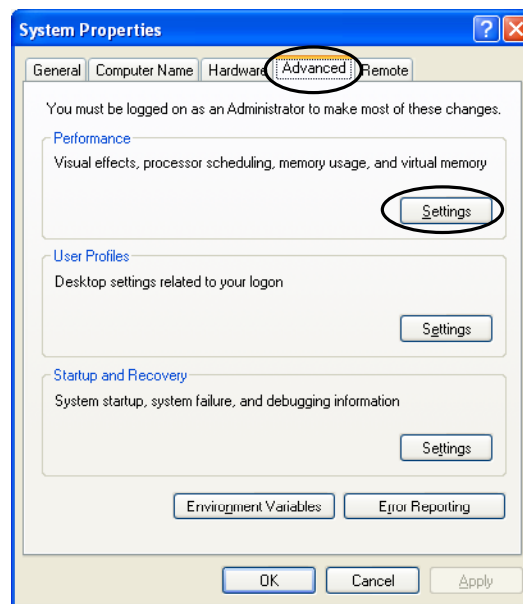 System Properties
General Computer Name Hardware Advanced Remote
You must be logged on as an Administrator to make most of these changes.
Performance
Visual effects, processor scheduling, memory usage, and virtual memory
Settings
User Profiles
Desktop settings related to your logon
Settings
Startup and Recovery
System startup, system failure, and debugging information
Settings
Environment Variables Error Reporting
OK Cancel Apply